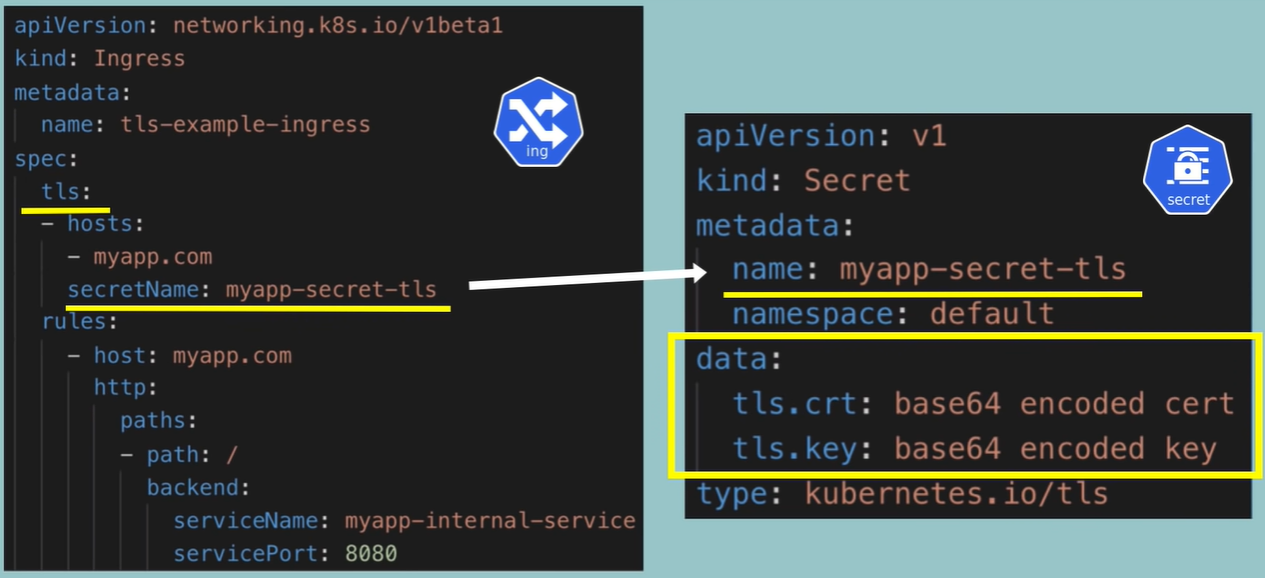 apiVersion: networking.k8s.io/v1beta1
kind: Ingress
metadata:
  name: tls-example-ingress
spec:
  tls:
  - hosts:
    - myapp.com
    secretName: myapp-secret-tls
  rules:
    - host: myapp.com
      http:
        paths:
        - path: /
          backend:
            serviceName: myapp-internal-service
            servicePort: 8080
ing
apiVersion: v1
kind: Secret
metadata:
  name: myapp-secret-tls
  namespace: default
data:
  tls.crt: base64 encoded cert
  tls.key: base64 encoded key
type: kubernetes.io/tls
secret